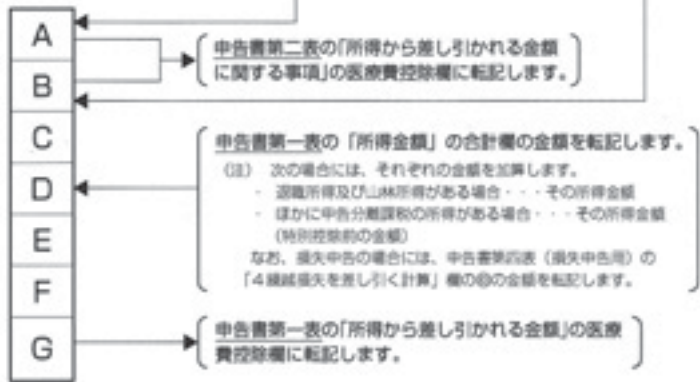 A
B
C
D
E
F
G
申告書第二表の「所得から差し引かれる金額
に関する事項」の医療費控除欄に転記します。
申告書第一表の「所得金額」の合計欄の金額を転記します。
(注) 次の場合には、それぞれの金額を加算します。
・ 退職所得及び山林所得がある場合・・・その所得金額
・ ほかに申告分離課税の所得がある場合・・・その所得金額
(特別控除前の金額)
なお、損失申告の場合には、申告書第四表(損失申告用)の
「4繰越損失を差し引く計算」欄の の金額を転記します。
申告書第一表の「所得から差し引かれる金額」の医療
費控除欄に転記します。